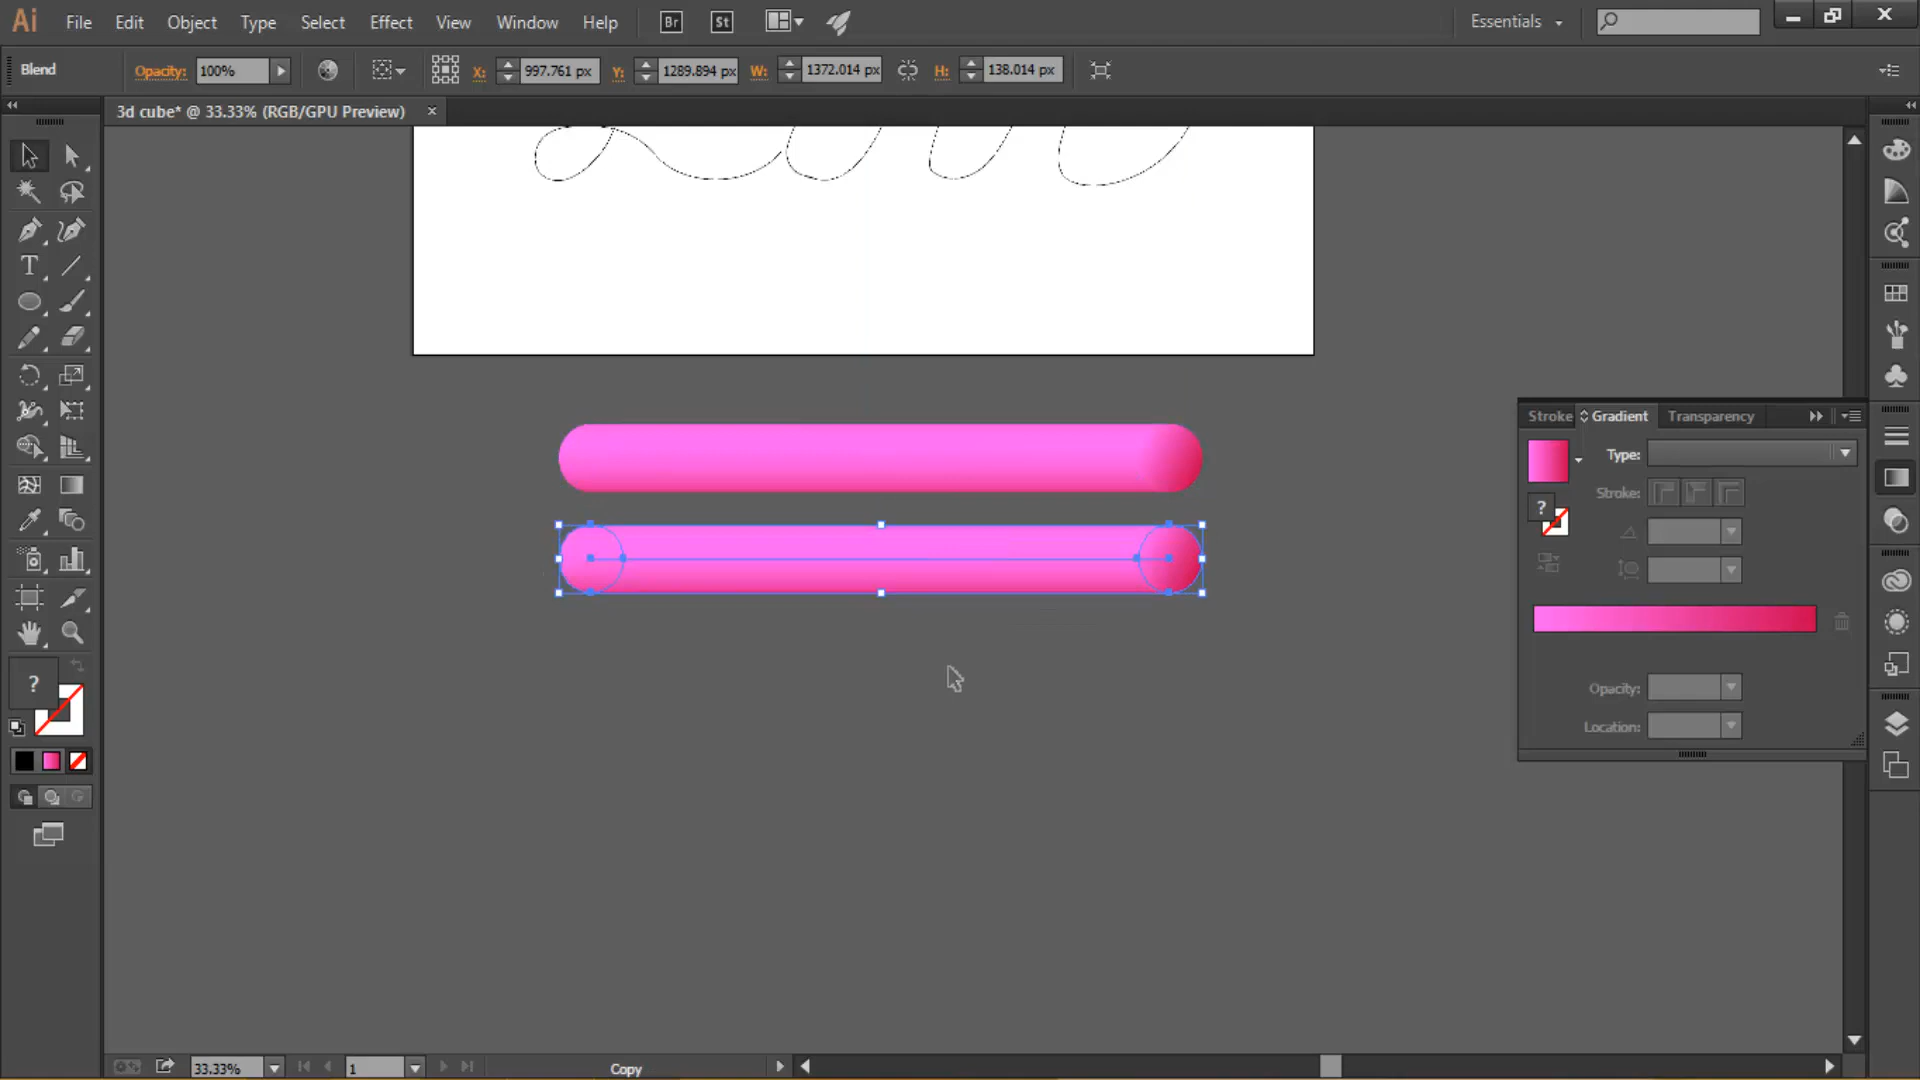 Ai File Edit Object Type Select Effect View Window Help Br St Essentials
Blend Opacity: 100% X: 997.761 px Y: 1289.894 px W: 1372.014 px H: 138.014 px
3d cube* @ 33.33% (RGB/GPU Preview) ×
Stroke Gradient Transparency
Type:
Stroke:
?
Opacity:
Location:
?
33.33% 1 Copy